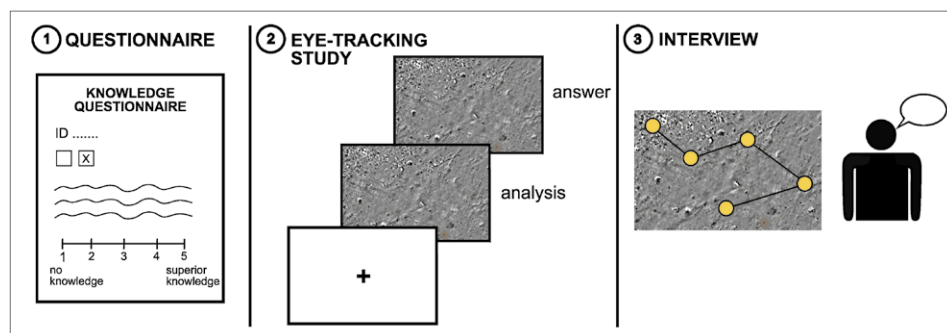 1 QUESTIONNAIRE
KNOWLEDGE
QUESTIONNAIRE
ID .......
X
1 2 3 4 5
no knowledge
superior knowledge
2 EYE-TRACKING
STUDY
answer
analysis
+
3 INTERVIEW